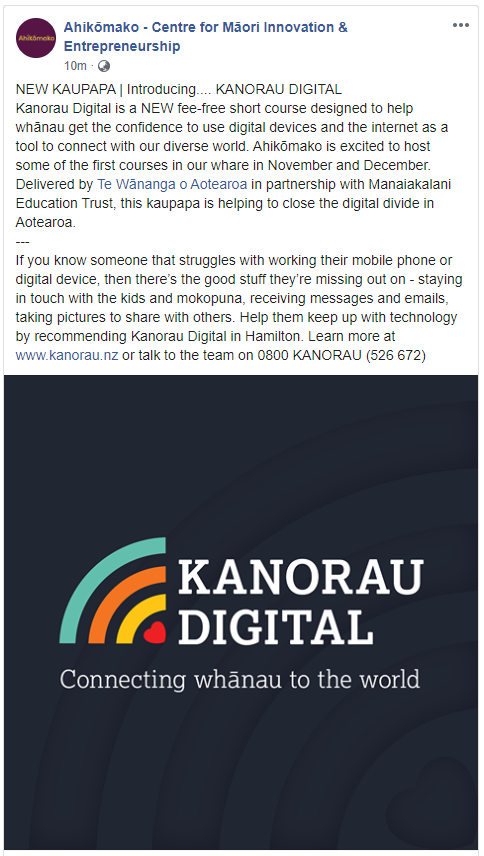 Ahikōmako
Ahikōmako - Centre for Māori Innovation &
Entrepreneurship
10m ·
NEW KAUPAPA | Introducing.... KANORAU DIGITAL
Kanorau Digital is a NEW fee-free short course designed to help
whānau get the confidence to use digital devices and the internet as a
tool to connect with our diverse world. Ahikōmako is excited to host
some of the first courses in our whare in November and December.
Delivered by Te Wānanga o Aotearoa in partnership with Manaiakalani
Education Trust, this kaupapa is helping to close the digital divide in
Aotearoa.
---
If you know someone that struggles with working their mobile phone or
digital device, then there's the good stuff they're missing out on - staying
in touch with the kids and mokopuna, receiving messages and emails,
taking pictures to share with others. Help them keep up with technology
by recommending Kanorau Digital in Hamilton. Learn more at
www.kanorau.nz or talk to the team on 0800 KANORAU (526 672)
KANORAU
DIGITAL
Connecting whānau to the world